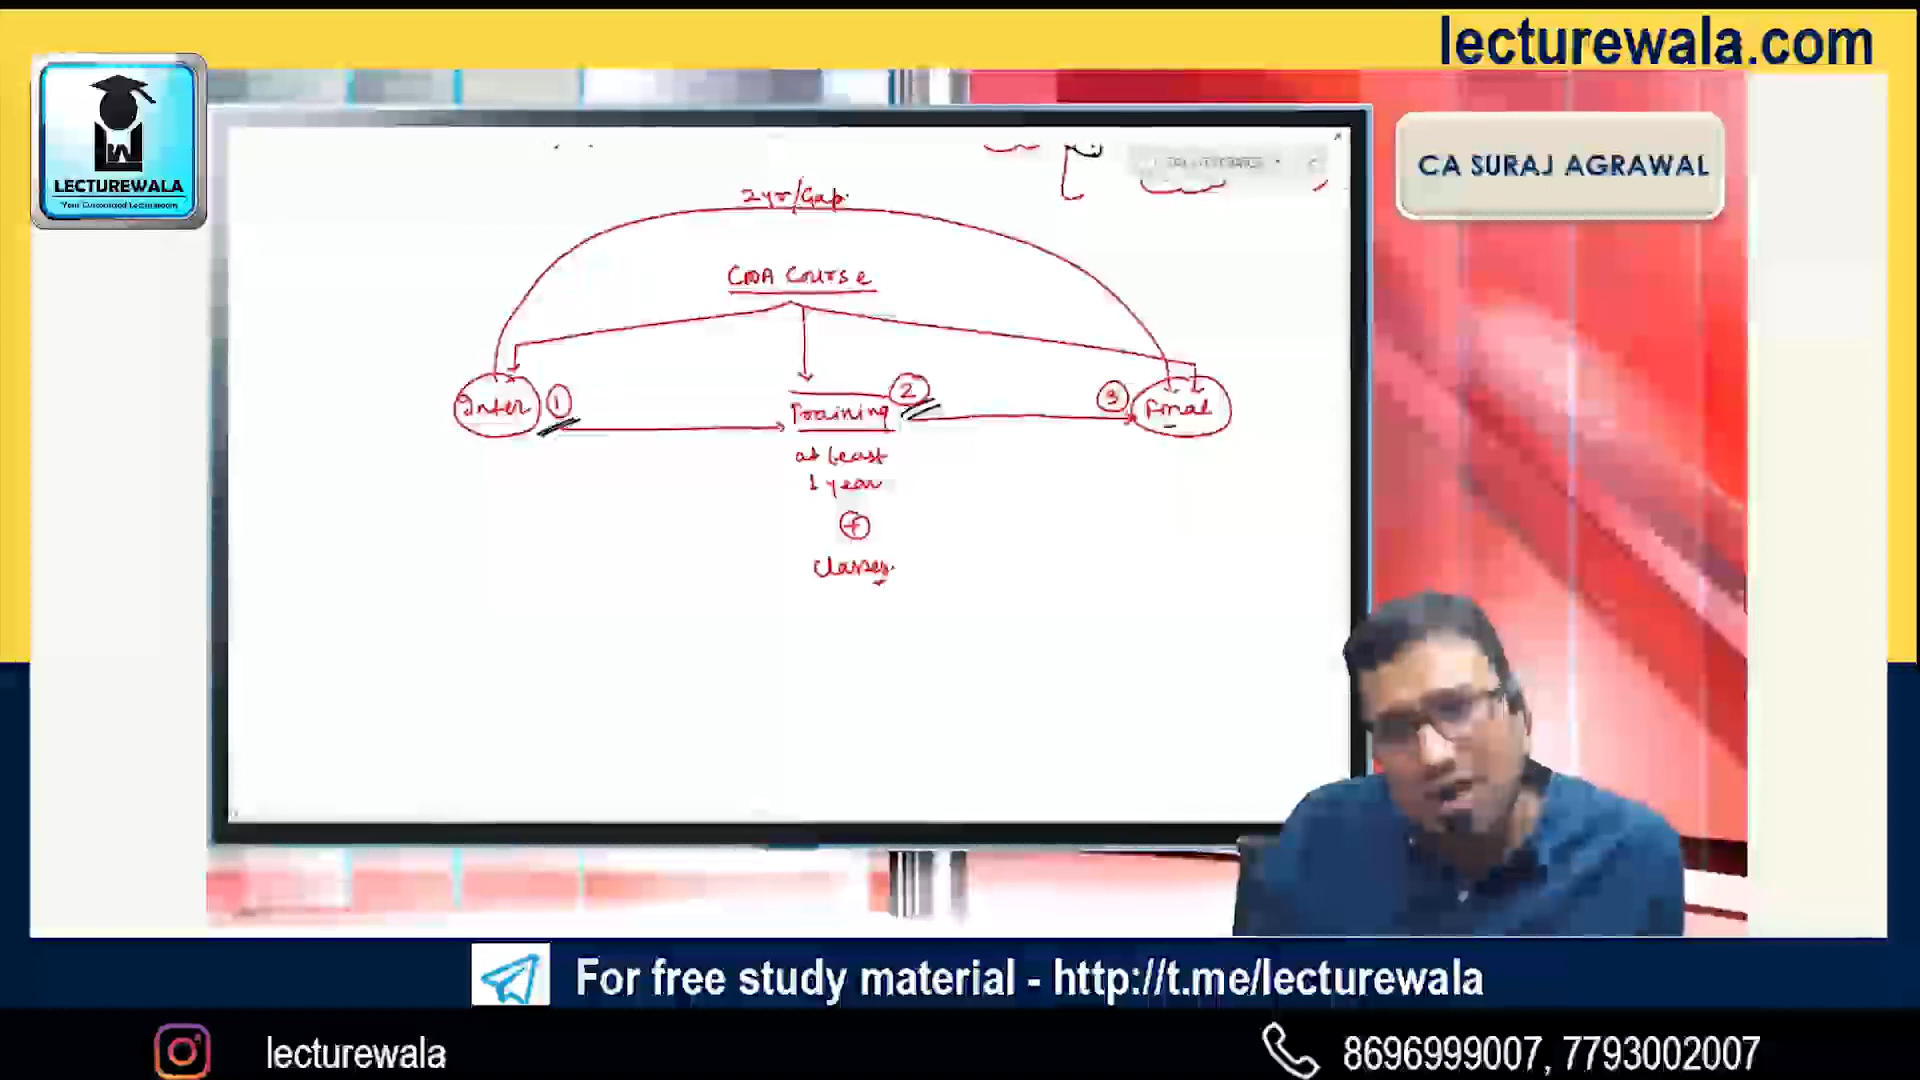 lecturewala.com
LECTUREWALA
CA SURAJ AGRAWAL
2yr/Gap
CMA Course
Inter 1
Training 2
3 Final
at least
1 year
+
classes
For free study material - http://t.me/lecturewala
lecturewala
8696999007, 7793002007